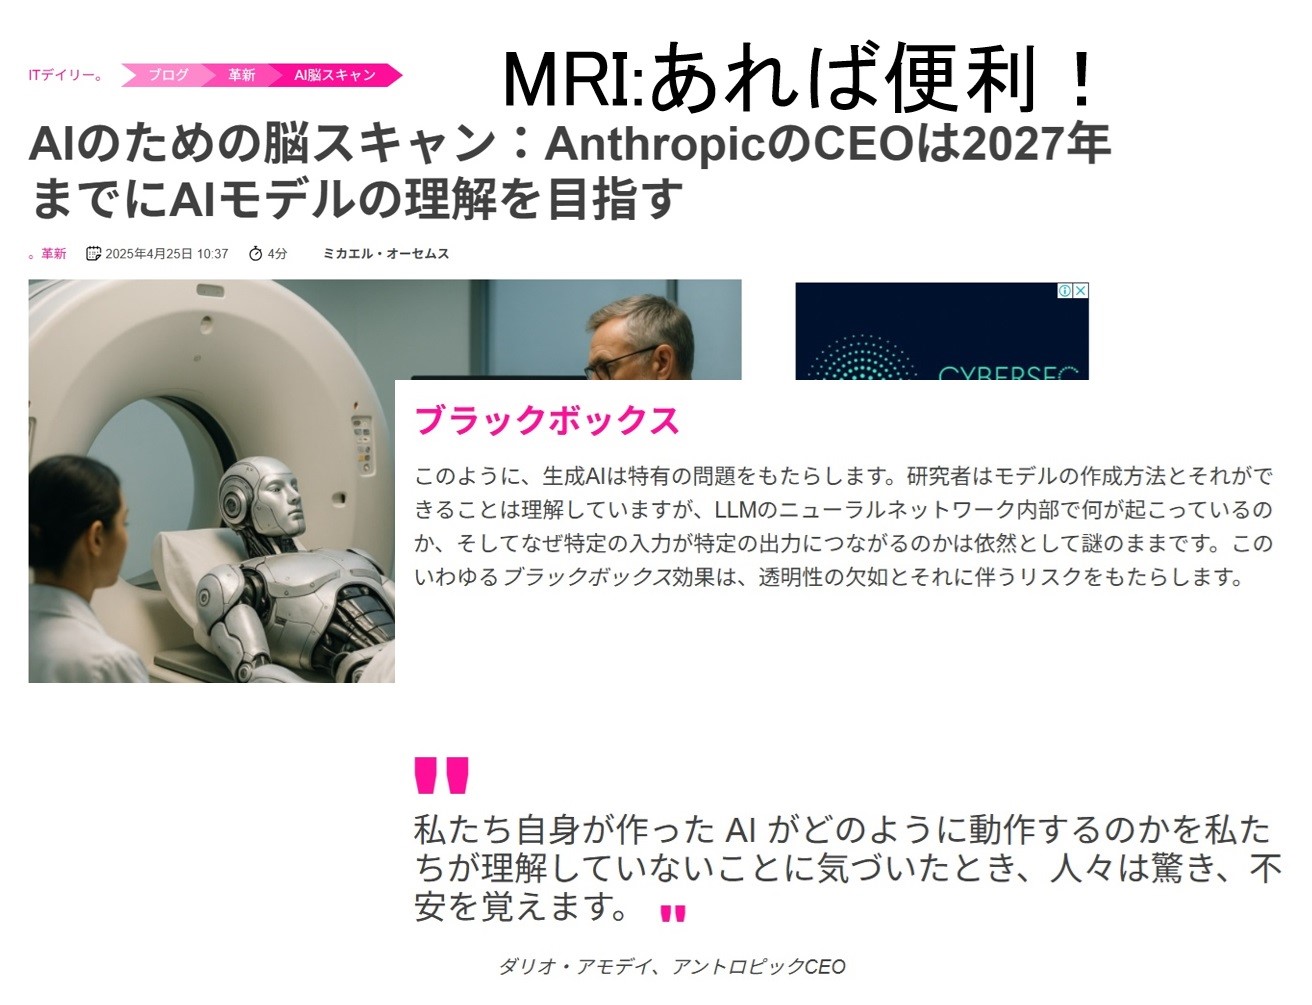 MRI:あれば便利！
ITデイリー。 ブログ 革新 AI脳スキャン
AIのための脳スキャン：AnthropicのCEOは2027年
までにAIモデルの理解を目指す
。革新 2025年4月25日 10:37 4分 ミカエル・オーセムス
CYBERSEC
ブラックボックス
このように、生成AIは特有の問題をもたらします。研究者はモデルの作成方法とそれがで
きることは理解していますが、LLMのニューラルネットワーク内部で何が起こっているの
か、そしてなぜ特定の入力が特定の出力につながるのかは依然として謎のままです。この
いわゆるブラックボックス効果は、透明性の欠如とそれに伴うリスクをもたらします。
"
私たち自身が作った AI がどのように動作するのかを私た
ちが理解していないことに気づいたとき、人々は驚き、不
安を覚えます。 "
ダリオ・アモデイ、アントロピックCEO